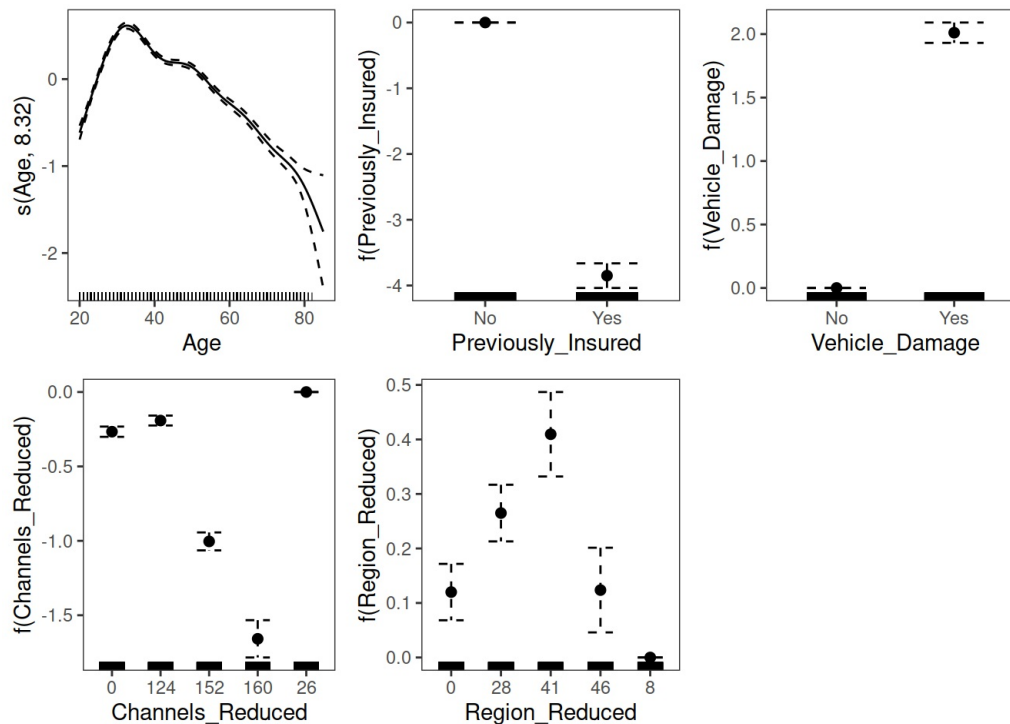 s(Age, 8.32)
0
-1
-2
20
40
60
80
Age
f(Previously_Insured)
-0
-1
-2
-3
-4
No
Yes
Previously_Insured
f(Vehicle_Damage)
2.0
1.5
1.0
0.5
0.0
No
Yes
Vehicle_Damage
f(Channels_Reduced)
0.0
-0.5
-1.0
-1.5
0
124
152
160
26
Channels_Reduced
f(Region_Reduced)
0.5
0.4
0.3
0.2
0.1
0.0
0
28
41
46
8
Region_Reduced